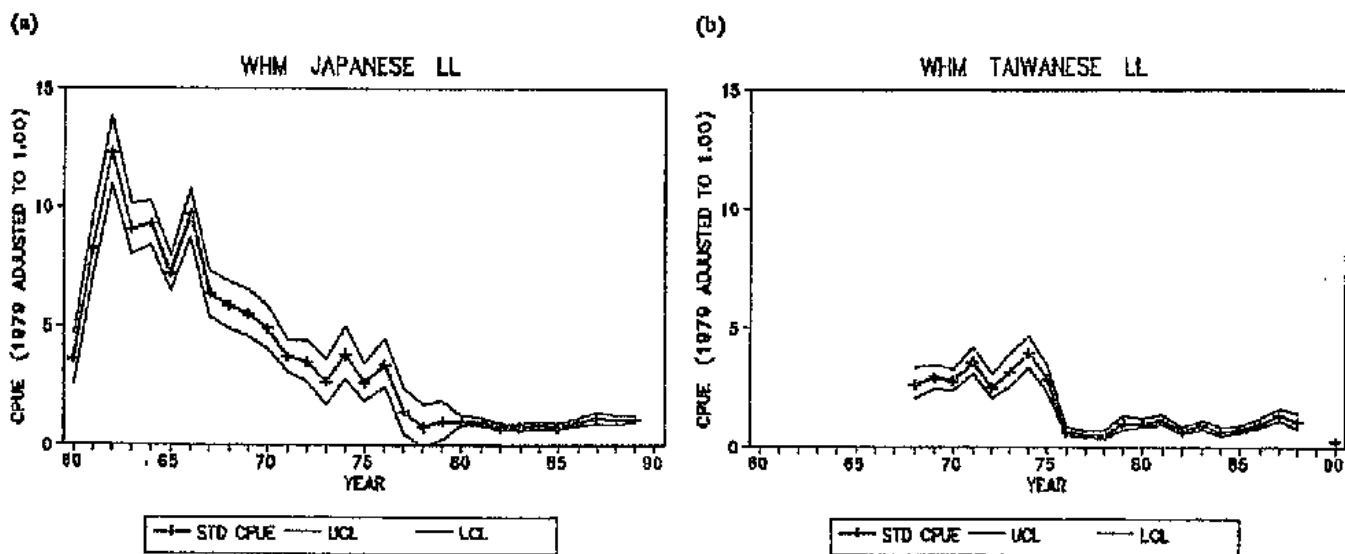 (a)
WHM JAPANESE LL
CPUE (1979 ADJUSTED TO 1.00)
15
10
5
0
60 65 70 75 80 85 90
YEAR
STD CPUE UCL LCL
(b)
WHM TAIWANESE LL
CPUE (1979 ADJUSTED TO 1.00)
15
10
5
0
60 65 70 75 80 85 90
YEAR
STD CPUE UCL LCL